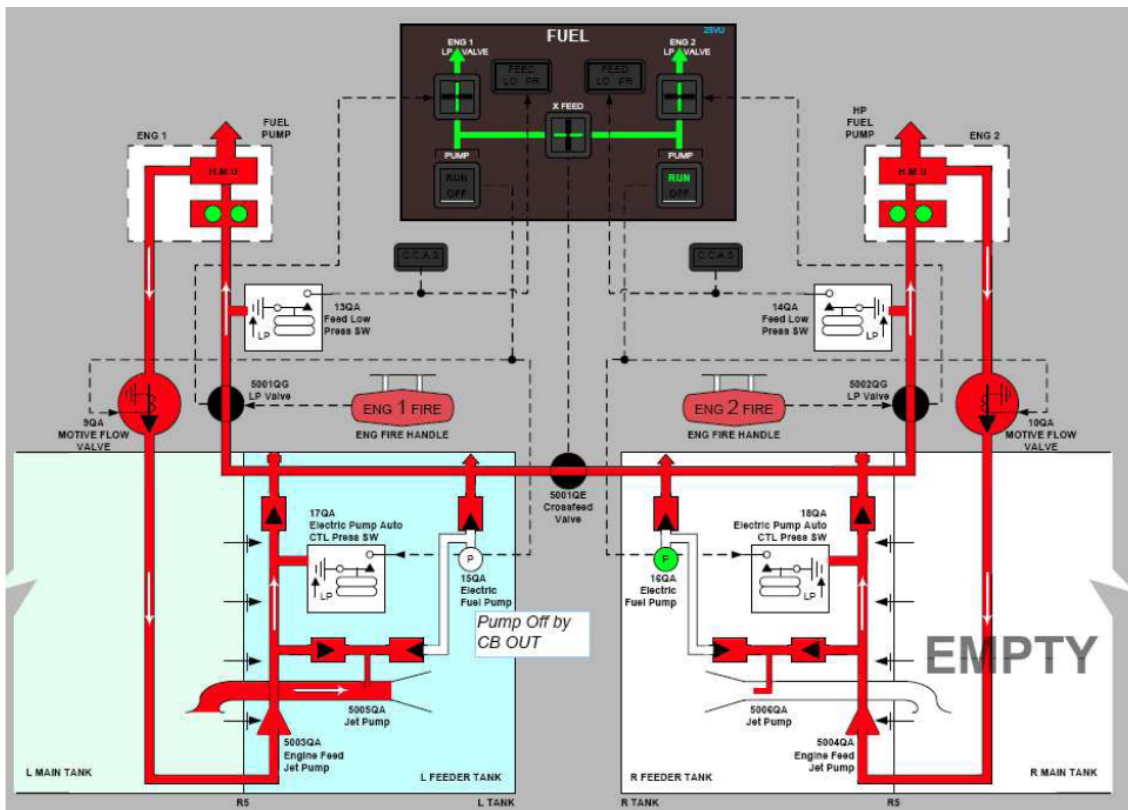 FUEL
25VU
ENG 1
LP VALVE
ENG 2
LP VALVE
FEED
LO PR
FEED
LO PR
X FEED
PUMP
PUMP
RUN
OFF
RUN
OFF
ENG 1
FUEL
PUMP
HP
FUEL
PUMP
ENG 2
H.M.U
H.M.U
C.C.A.S
C.C.A.S
13QA
Feed Low
Press SW
LP
14QA
Feed Low
Press SW
LP
5001QG
LP Valve
5002QG
LP Valve
ENG 1 FIRE
ENG FIRE HANDLE
ENG 2 FIRE
ENG FIRE HANDLE
9QA
MOTIVE FLOW
VALVE
10QA
MOTIVE FLOW
VALVE
5001QE
Crossfeed
Valve
17QA
Electric Pump Auto
CTL Press SW
LP
18QA
Electric Pump Auto
CTL Press SW
LP
P
15QA
Electric
Fuel Pump
P
16QA
Electric
Fuel Pump
Pump Off by
CB OUT
EMPTY
5005QA
Jet Pump
5006QA
Jet Pump
5003QA
Engine Feed
Jet Pump
5004QA
Engine Feed
Jet Pump
L MAIN TANK
L FEEDER TANK
R FEEDER TANK
R MAIN TANK
R5
L TANK
R TANK
R5